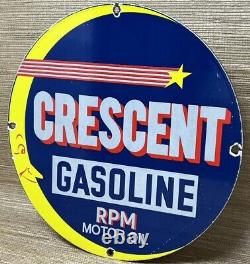 CRESCENT
GASOLINE
RPM
MOTOR OIL